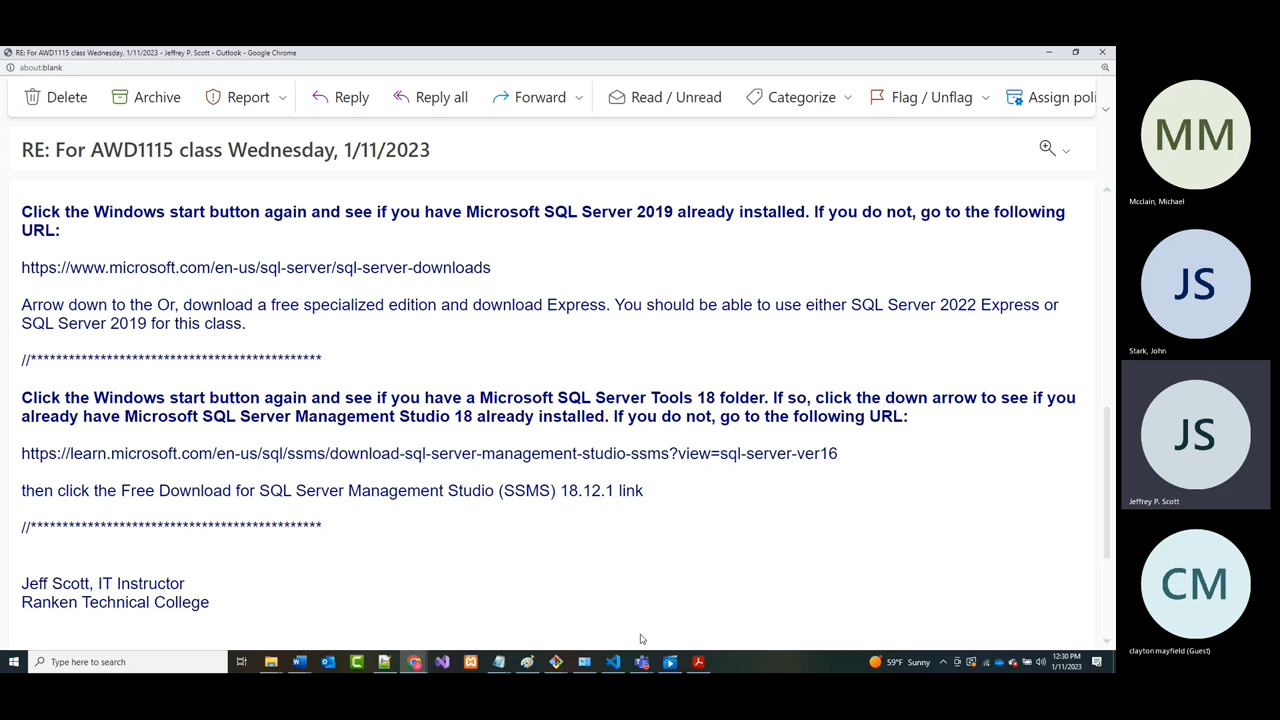 RE: For AWD1115 class Wednesday, 1/11/2023 - Jeffrey P. Scott - Outlook - Google Chrome
about:blank
Delete Archive Report Reply Reply all Forward Read / Unread Categorize Flag / Unflag Assign poli
RE: For AWD1115 class Wednesday, 1/11/2023
Click the Windows start button again and see if you have Microsoft SQL Server 2019 already installed. If you do not, go to the following
URL:
https://www.microsoft.com/en-us/sql-server/sql-server-downloads
Arrow down to the Or, download a free specialized edition and download Express. You should be able to use either SQL Server 2022 Express or
SQL Server 2019 for this class.
//**********************************************
Click the Windows start button again and see if you have a Microsoft SQL Server Tools 18 folder. If so, click the down arrow to see if you
already have Microsoft SQL Server Management Studio 18 already installed. If you do not, go to the following URL:
https://learn.microsoft.com/en-us/sql/ssms/download-sql-server-management-studio-ssms?view=sql-server-ver16
then click the Free Download for SQL Server Management Studio (SSMS) 18.12.1 link
//**********************************************
Jeff Scott, IT Instructor
Ranken Technical College
Type here to search
59°F Sunny
12:30 PM
1/11/2023
MM
Mcclain, Michael
JS
Stark, John
JS
Jeffrey P. Scott
CM
clayton mayfield (Guest)